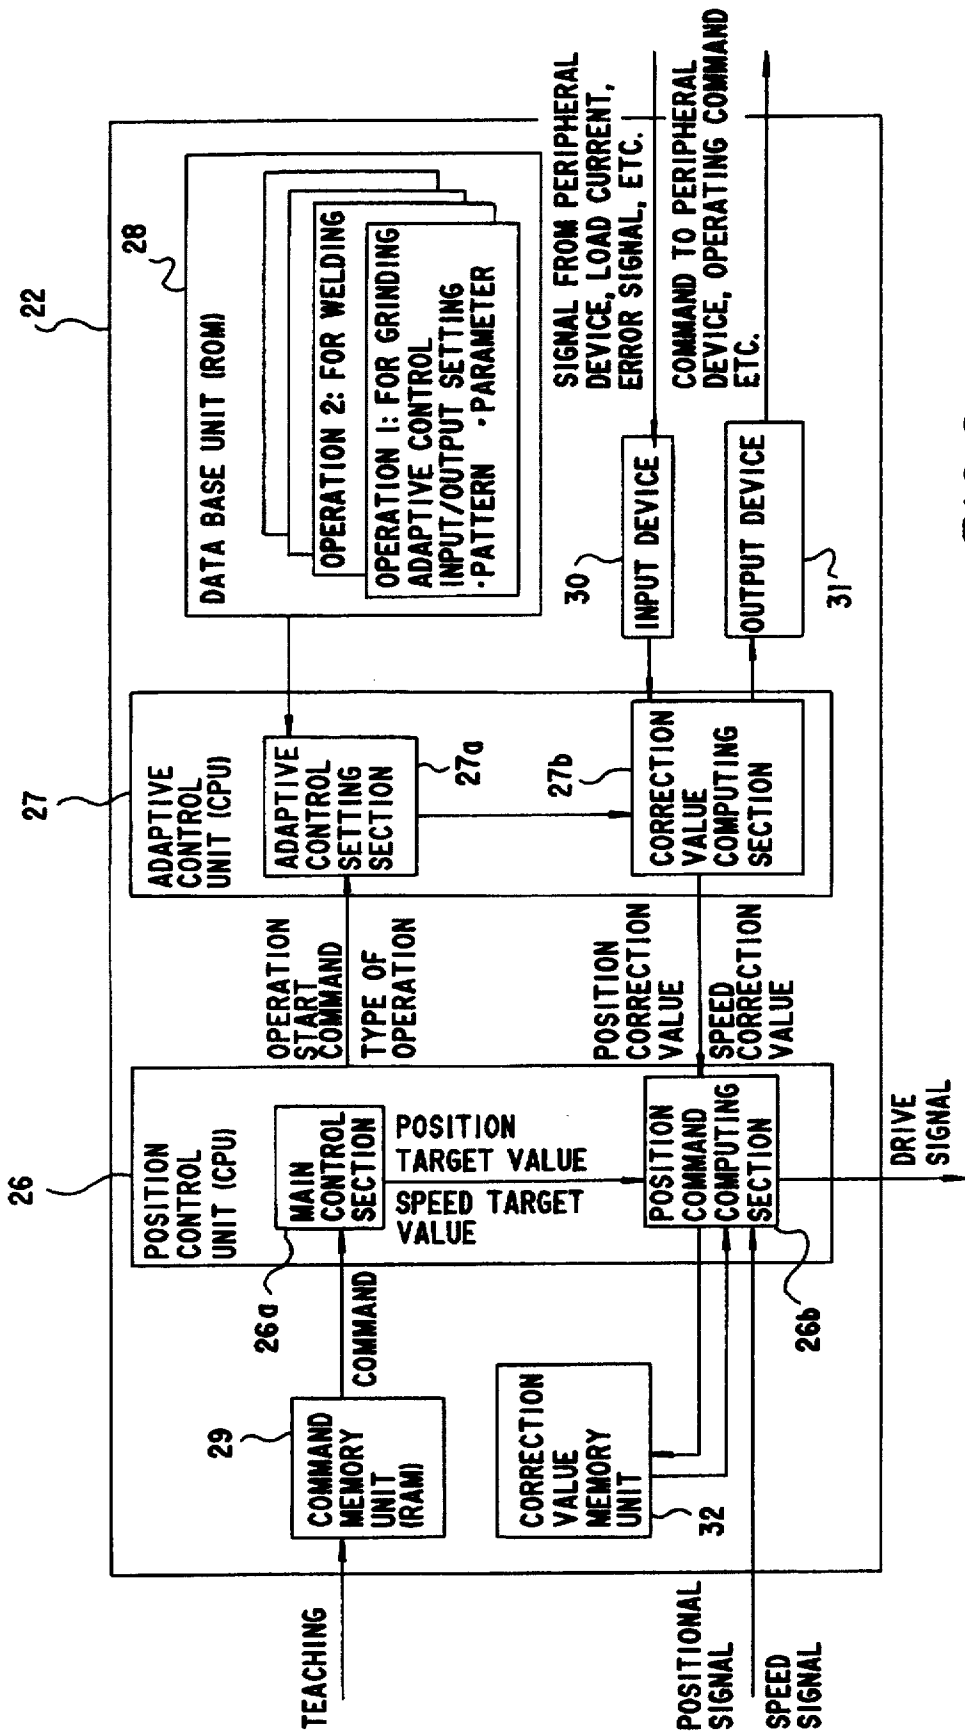 22
28
DATA BASE UNIT (ROM)
OPERATION 2: FOR WELDING
OPERATION 1: FOR GRINDING
ADAPTIVE CONTROL
INPUT/OUTPUT SETTING
·PATTERN ·PARAMETER
SIGNAL FROM PERIPHERAL
DEVICE, LOAD CURRENT,
ERROR SIGNAL, ETC.
COMMAND TO PERIPHERAL
DEVICE, OPERATING COMMAND
ETC.
30
INPUT DEVICE
OUTPUT DEVICE
31
27
ADAPTIVE
CONTROL
UNIT (CPU)
ADAPTIVE
CONTROL
SETTING
SECTION
27a
27b
CORRECTION
VALUE
COMPUTING
SECTION
OPERATION
START
COMMAND
TYPE OF
OPERATION
POSITION
CORRECTION
VALUE
SPEED
CORRECTION
VALUE
26
POSITION
CONTROL
UNIT (CPU)
MAIN
CONTROL
SECTION
26a
POSITION
TARGET VALUE
SPEED TARGET
VALUE
POSITION
COMMAND
COMPUTING
SECTION
26b
DRIVE
SIGNAL
COMMAND
29
COMMAND
MEMORY
UNIT
(RAM)
CORRECTION
VALUE
MEMORY
UNIT
32
TEACHING
POSITIONAL
SIGNAL
SPEED
SIGNAL